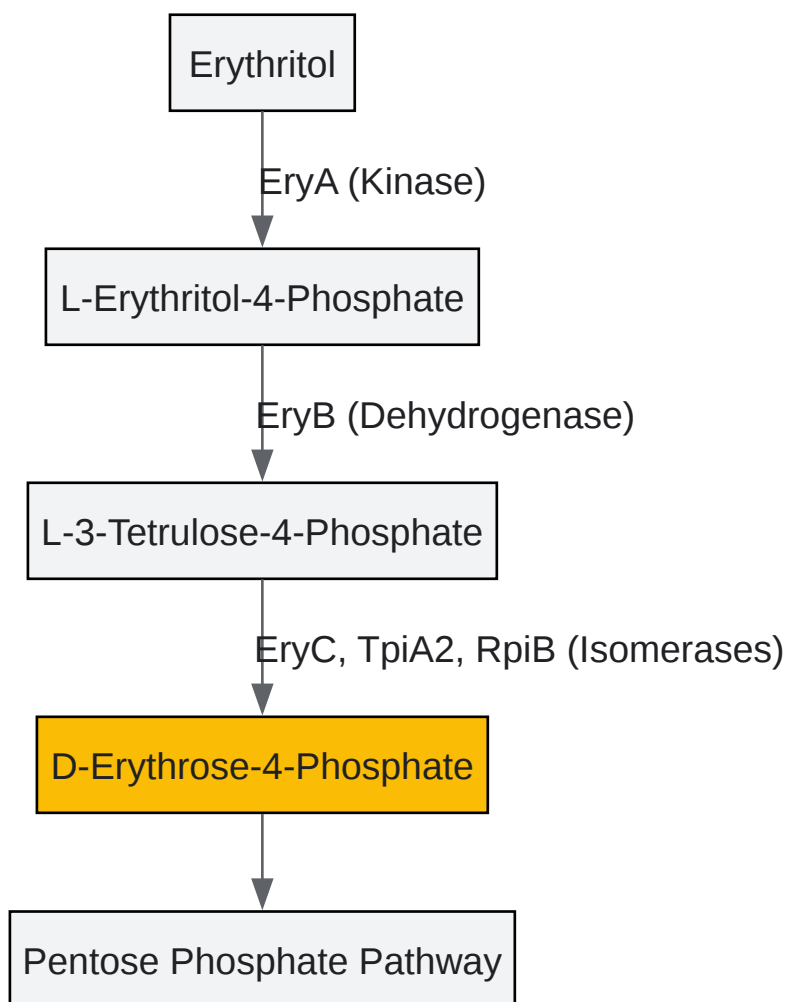 Erythritol
EryA (Kinase)
L-Erythritol-4-Phosphate
EryB (Dehydrogenase)
L-3-Tetrulose-4-Phosphate
EryC, TpiA2, RpiB (Isomerases)
D-Erythrose-4-Phosphate
Pentose Phosphate Pathway